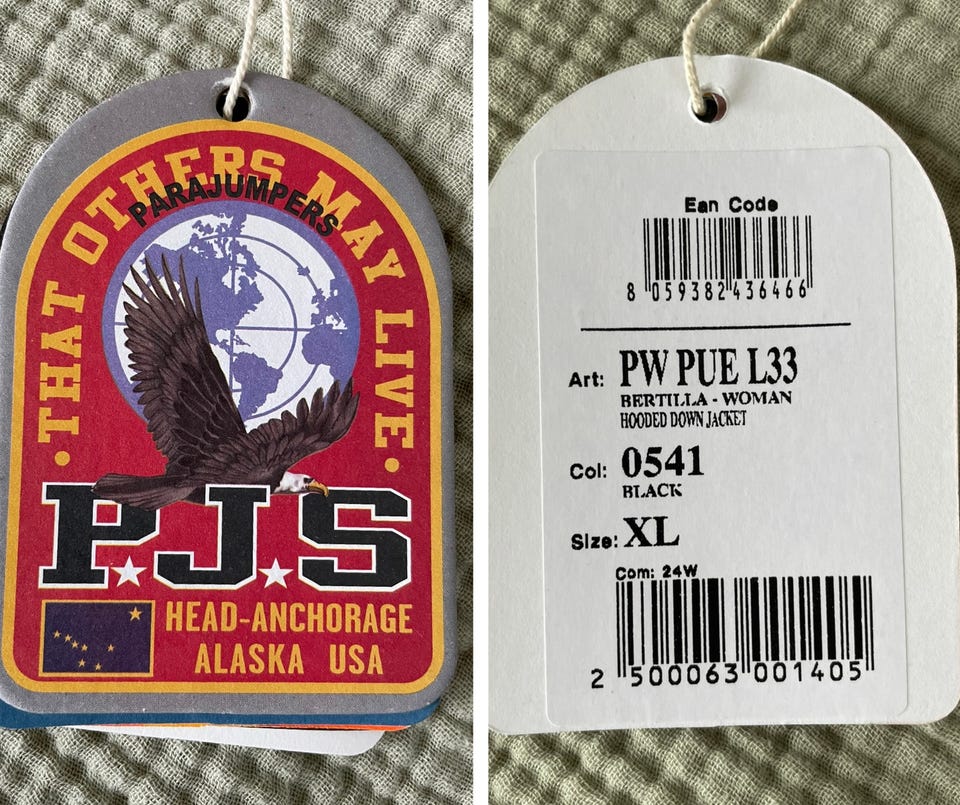 THAT OTHERS MAY LIVE
PARAJUMPERS
P.J.S
HEAD-ANCHORAGE
ALASKA USA
Ean Code
8 059382 436466
Art: PW PUE L33
BERTILLA - WOMAN
HOODED DOWN JACKET
Col: 0541
BLACK
Size: XL
Com: 24W
2 500063 001405